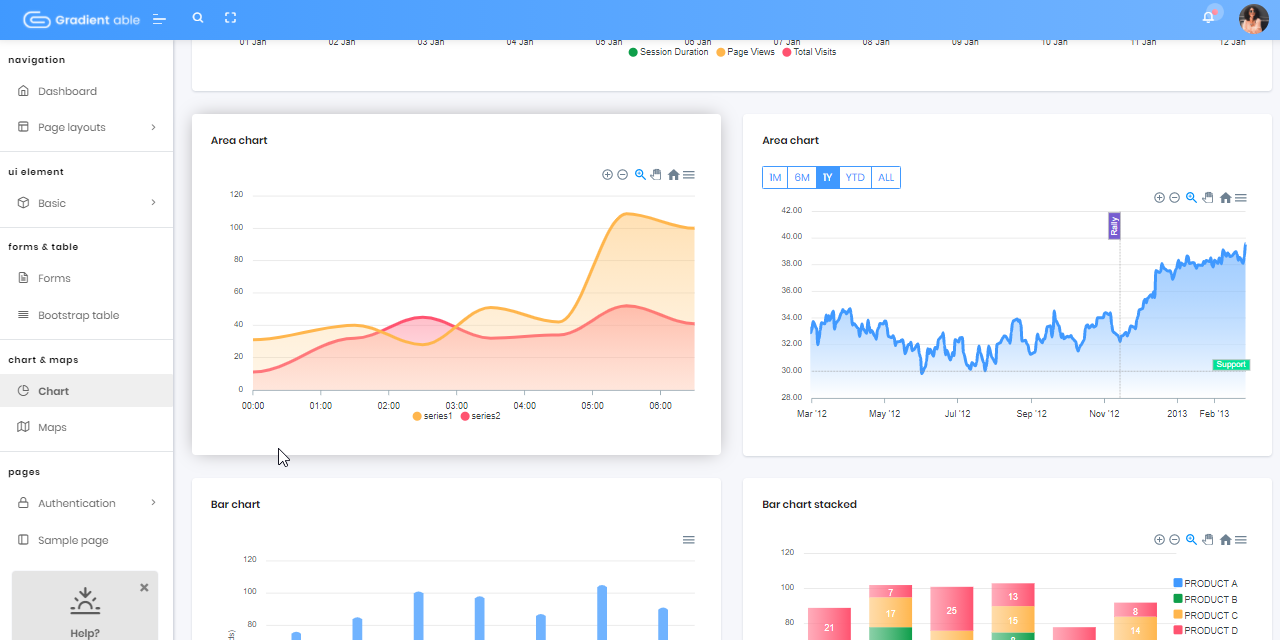 Gradient able
navigation
Dashboard
Page layouts
ui element
Basic
forms & table
Forms
Bootstrap table
chart & maps
Chart
Maps
pages
Authentication
Sample page
Help?
01 Jan 02 Jan 03 Jan 04 Jan 05 Jan 06 Jan 07 Jan 08 Jan 09 Jan 10 Jan 11 Jan 12 Jan
Session Duration Page Views Total Visits
Area chart
120
100
80
60
40
20
0
00:00 01:00 02:00 03:00 04:00 05:00 06:00
series1 series2
Area chart
1M 6M 1Y YTD ALL
42.00
40.00
38.00
36.00
34.00
32.00
30.00
28.00
Rally
Support
Mar '12 May '12 Jul '12 Sep '12 Nov '12 2013 Feb '13
Bar chart
120
100
80
Bar chart stacked
120
100
80
21
7
17
25
13
15
8
14
PRODUCT A
PRODUCT B
PRODUCT C
PRODUCT D